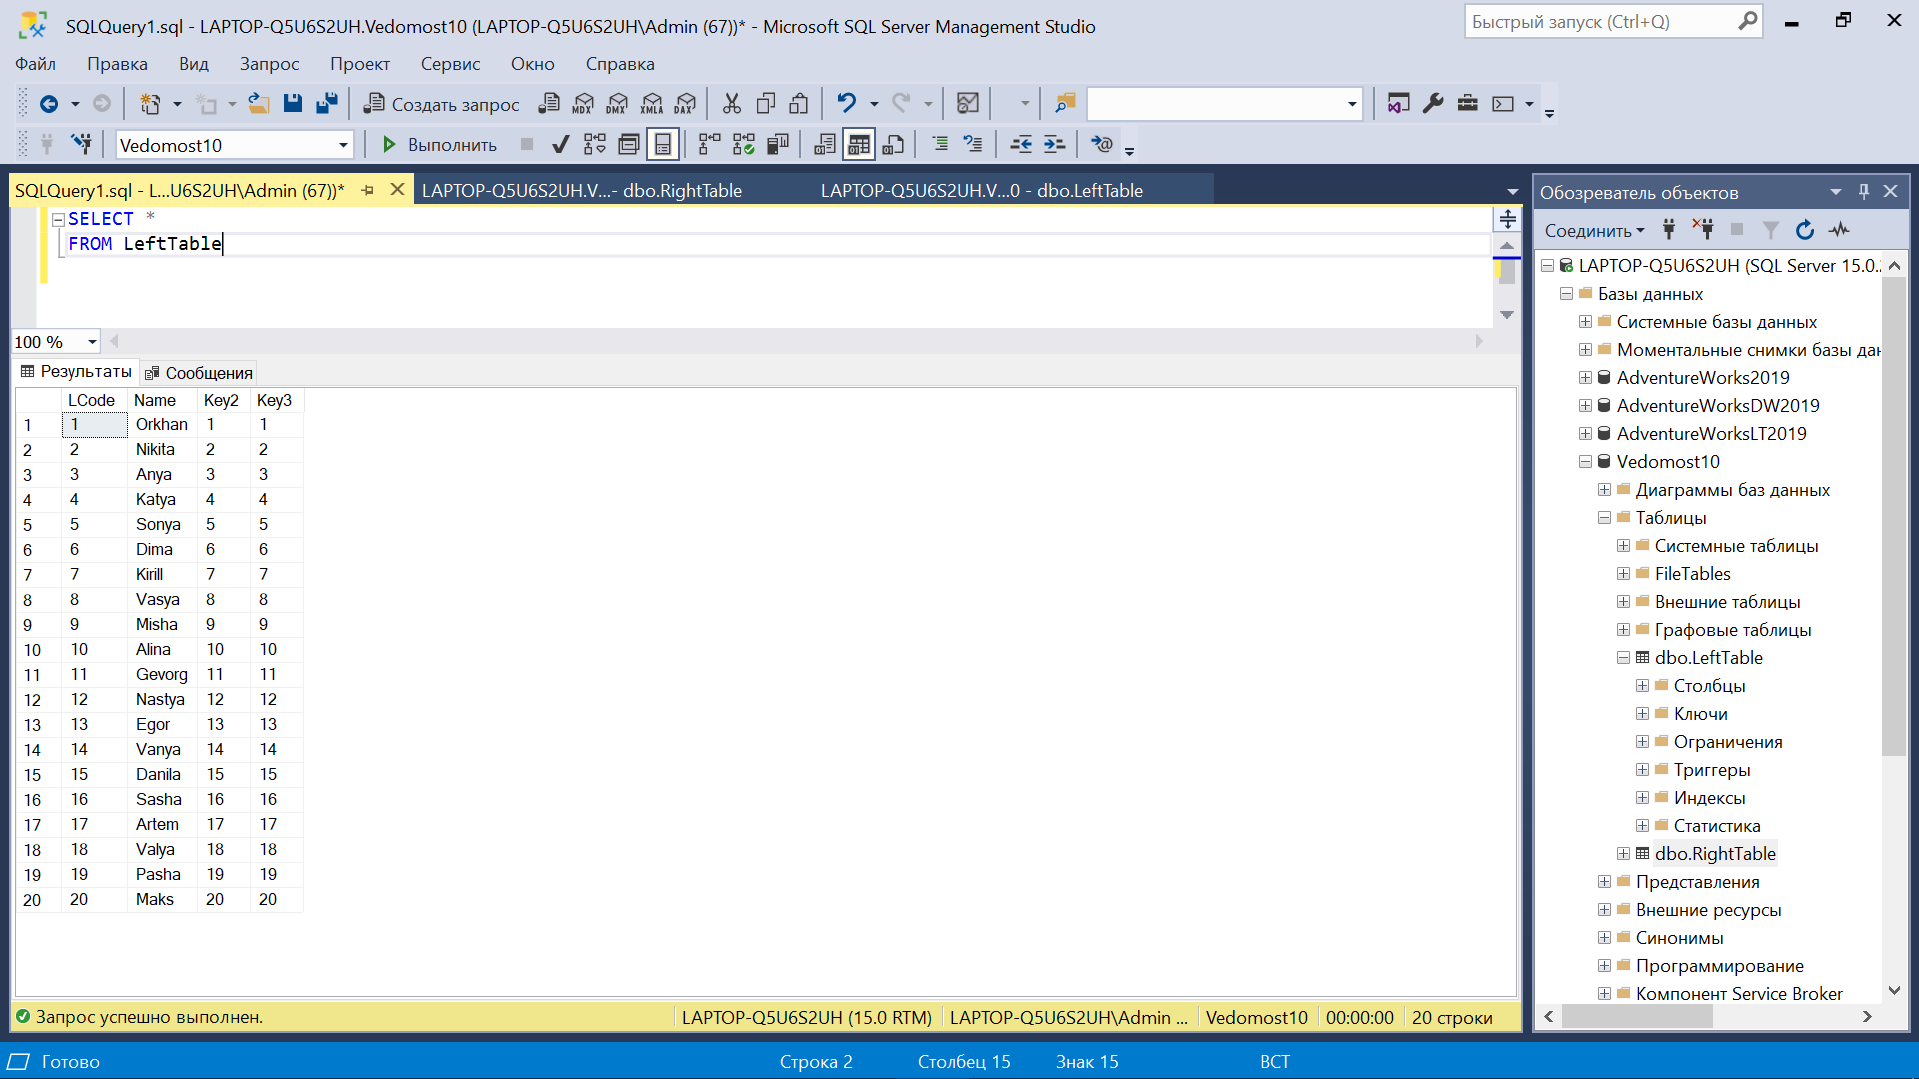 SQLQuery1.sql - LAPTOP-Q5U6S2UH.Vedomost10 (LAPTOP-Q5U6S2UH\Admin (67))* - Microsoft SQL Server Management Studio
Быстрый запуск (Ctrl+Q)
Файл Правка Вид Запрос Проект Сервис Окно Справка
Создать запрос MDX DMX XMLA DAX
Vedomost10 Выполнить
SQLQuery1.sql - L...U6S2UH\Admin (67))* LAPTOP-Q5U6S2UH.V...- dbo.RightTable LAPTOP-Q5U6S2UH.V...0 - dbo.LeftTable
SELECT *
FROM LeftTable
100 %
Результаты Сообщения
LCode Name Key2 Key3
1 1 Orkhan 1 1
2 2 Nikita 2 2
3 3 Anya 3 3
4 4 Katya 4 4
5 5 Sonya 5 5
6 6 Dima 6 6
7 7 Kirill 7 7
8 8 Vasya 8 8
9 9 Misha 9 9
10 10 Alina 10 10
11 11 Gevorg 11 11
12 12 Nastya 12 12
13 13 Egor 13 13
14 14 Vanya 14 14
15 15 Danila 15 15
16 16 Sasha 16 16
17 17 Artem 17 17
18 18 Valya 18 18
19 19 Pasha 19 19
20 20 Maks 20 20
Запрос успешно выполнен. LAPTOP-Q5U6S2UH (15.0 RTM) LAPTOP-Q5U6S2UH\Admin ... Vedomost10 00:00:00 20 строки
Обозреватель объектов
Соединить
LAPTOP-Q5U6S2UH (SQL Server 15.0.
Базы данных
Системные базы данных
Моментальные снимки базы дан
AdventureWorks2019
AdventureWorksDW2019
AdventureWorksLT2019
Vedomost10
Диаграммы баз данных
Таблицы
Системные таблицы
FileTables
Внешние таблицы
Графовые таблицы
dbo.LeftTable
Столбцы
Ключи
Ограничения
Триггеры
Индексы
Статистика
dbo.RightTable
Представления
Внешние ресурсы
Синонимы
Программирование
Компонент Service Broker
Готово Строка 2 Столбец 15 Знак 15 ВСТ